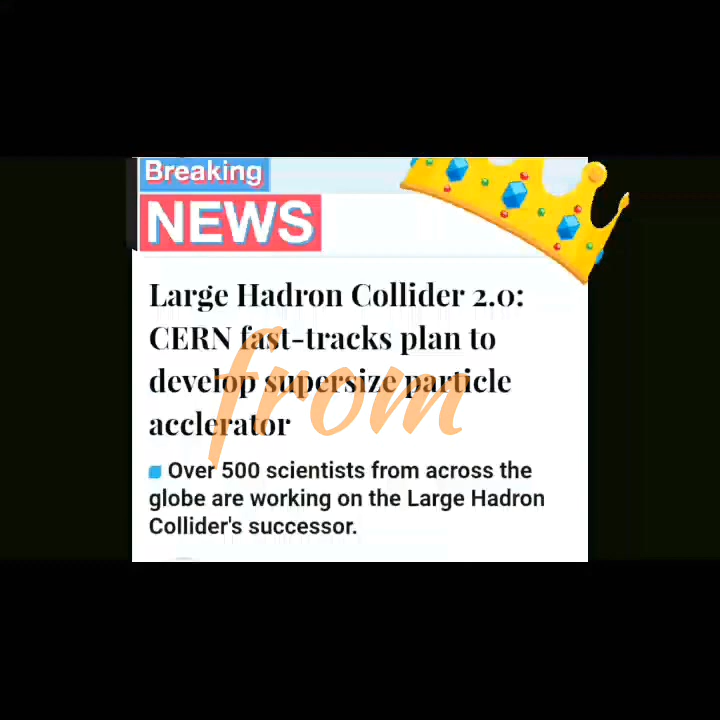 Breaking
NEWS
Large Hadron Collider 2.0:
CERN fast-tracks plan to
develop supersize particle
acclerator
from
Over 500 scientists from across the
globe are working on the Large Hadron
Collider's successor.